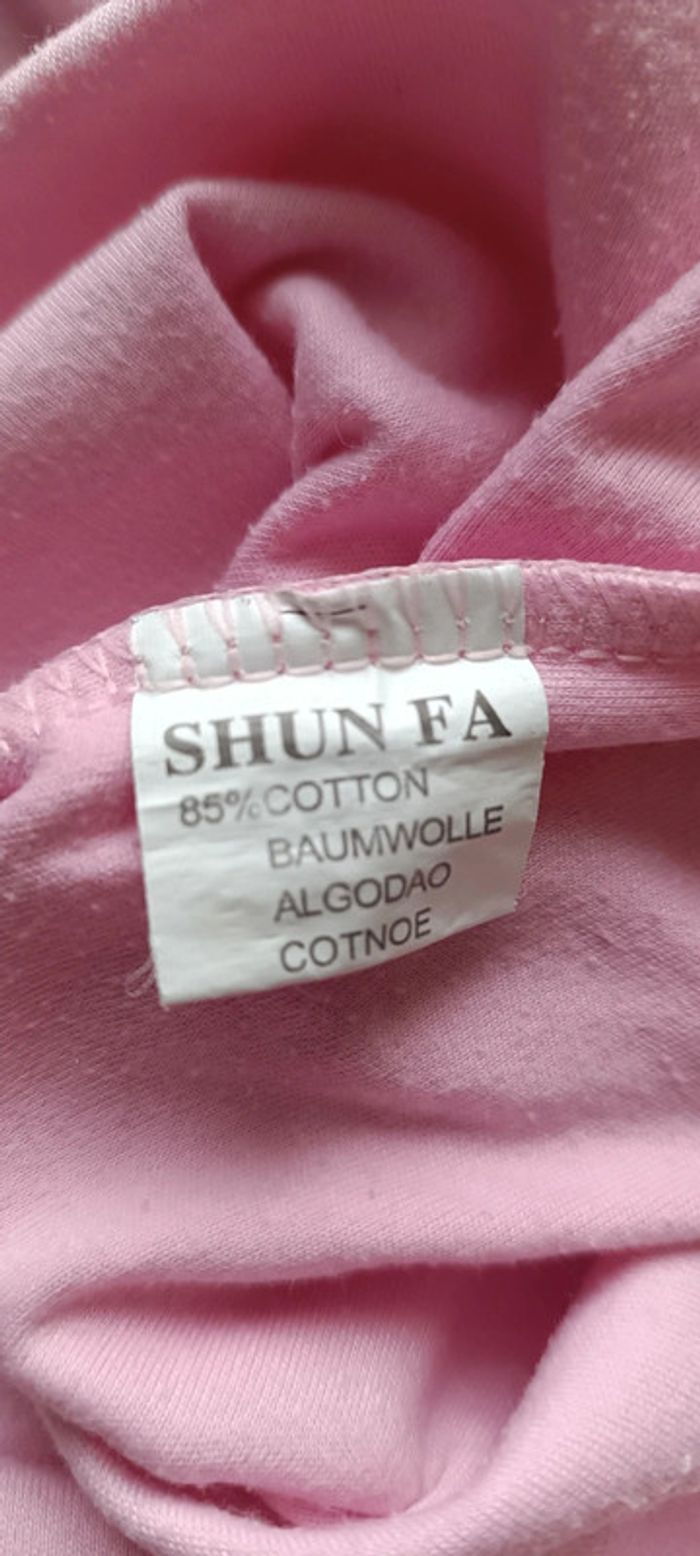 SHUN FA
85%COTTON
BAUMWOLLE
ALGODAO
COTNOE